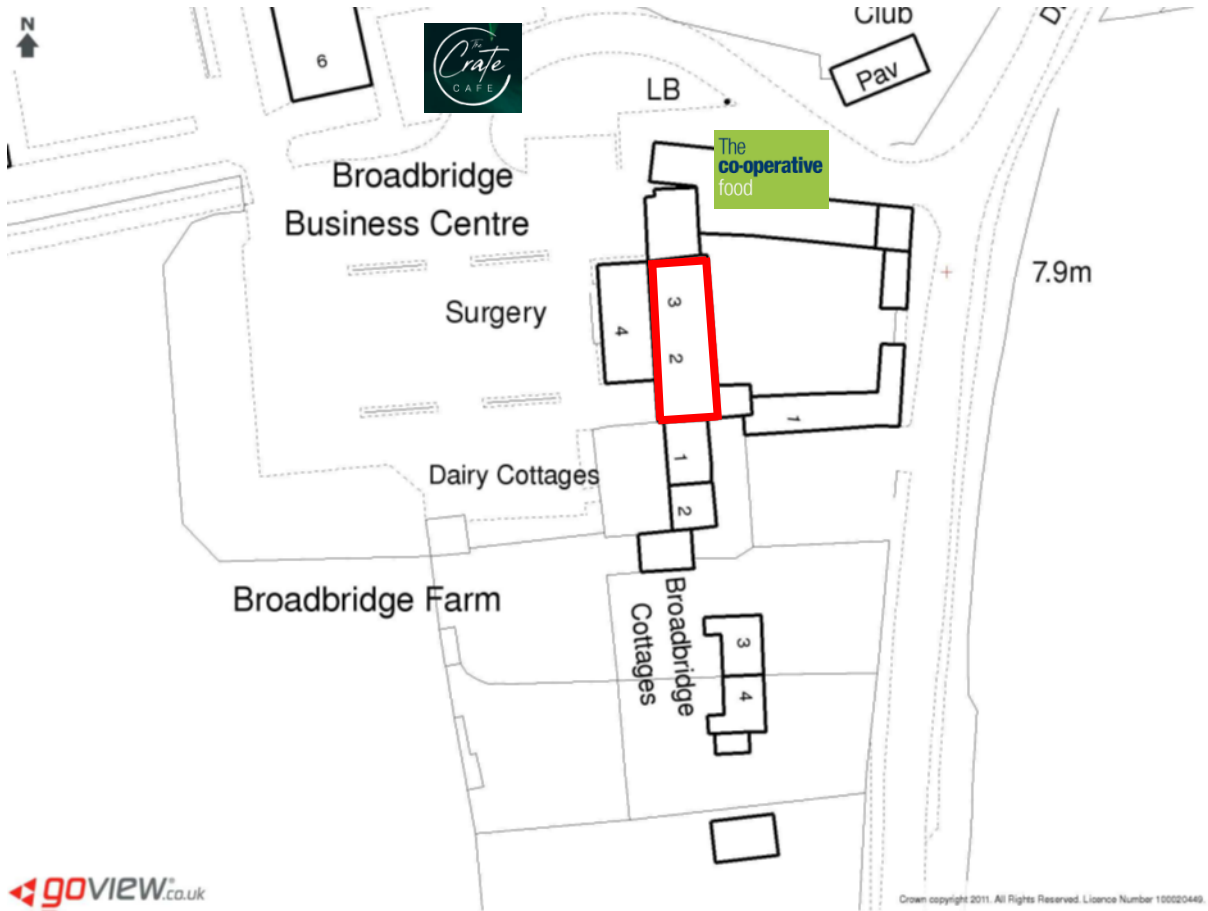 N
6
The
Crate
CAFE
Club
Pav
LB
The
co-operative
food
Broadbridge
Business Centre
7.9m
Surgery
3
4
2
1
1
Dairy Cottages
2
Broadbridge Farm
Broadbridge
Cottages
3
4
goview.co.uk
Crown copyright 2011. All Rights Reserved. Licence Number 100020449.